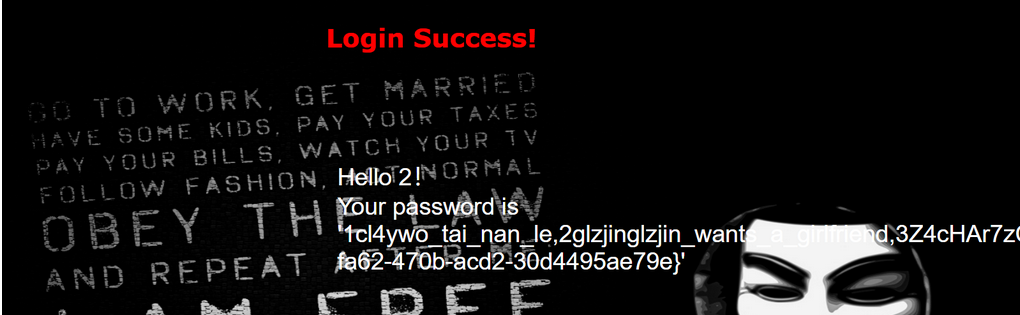 Login Success!
GO TO WORK, GET MARRIED
HAVE SOME KIDS, PAY YOUR TAXES
PAY YOUR BILLS, WATCH YOUR TV
FOLLOW FASHION, ACT NORMAL
OBEY THE LAW
AND REPEAT AFTER ME
I AM FREE
Hello 2!
Your password is
'1cl4ywo_tai_nan_le,2glzjinglzjin_wants_a_girlfriend,3Z4cHAr7z
fa62-470b-acd2-30d4495ae79e}'